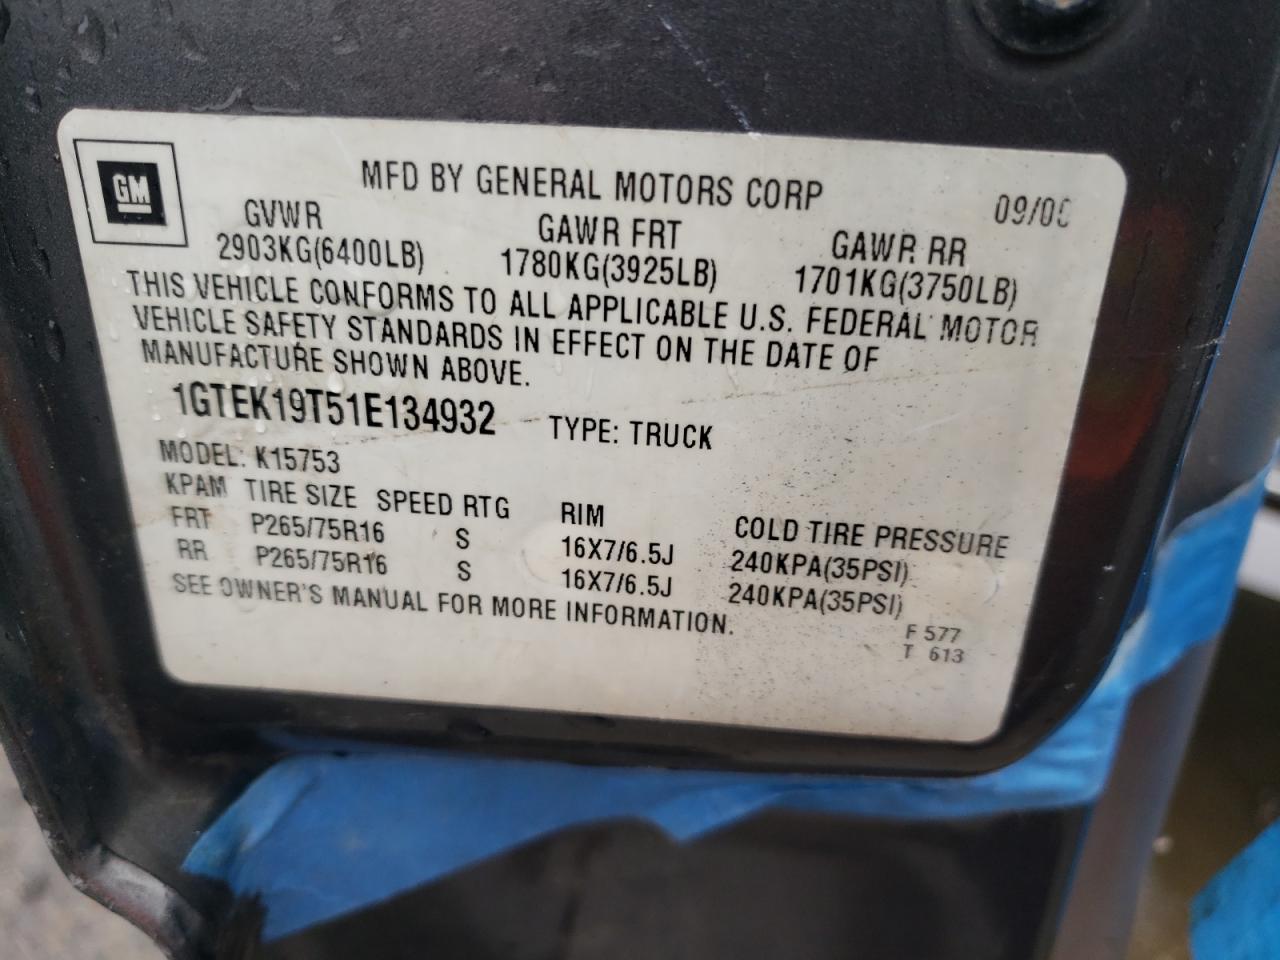 GM
MFD BY GENERAL MOTORS CORP
09/00
GVWR GAWR FRT GAWR RR
2903KG(6400LB) 1780KG(3925LB) 1701KG(3750LB)
THIS VEHICLE CONFORMS TO ALL APPLICABLE U.S. FEDERAL MOTOR
VEHICLE SAFETY STANDARDS IN EFFECT ON THE DATE OF
MANUFACTURE SHOWN ABOVE.
1GTEK19T51E134932 TYPE: TRUCK
MODEL: K15753
KPAM TIRE SIZE SPEED RTG RIM COLD TIRE PRESSURE
FRT P265/75R16 S 16X7/6.5J 240KPA(35PSI)
RR P265/75R16 S 16X7/6.5J 240KPA(35PSI)
SEE OWNER'S MANUAL FOR MORE INFORMATION.
F 577
T 613